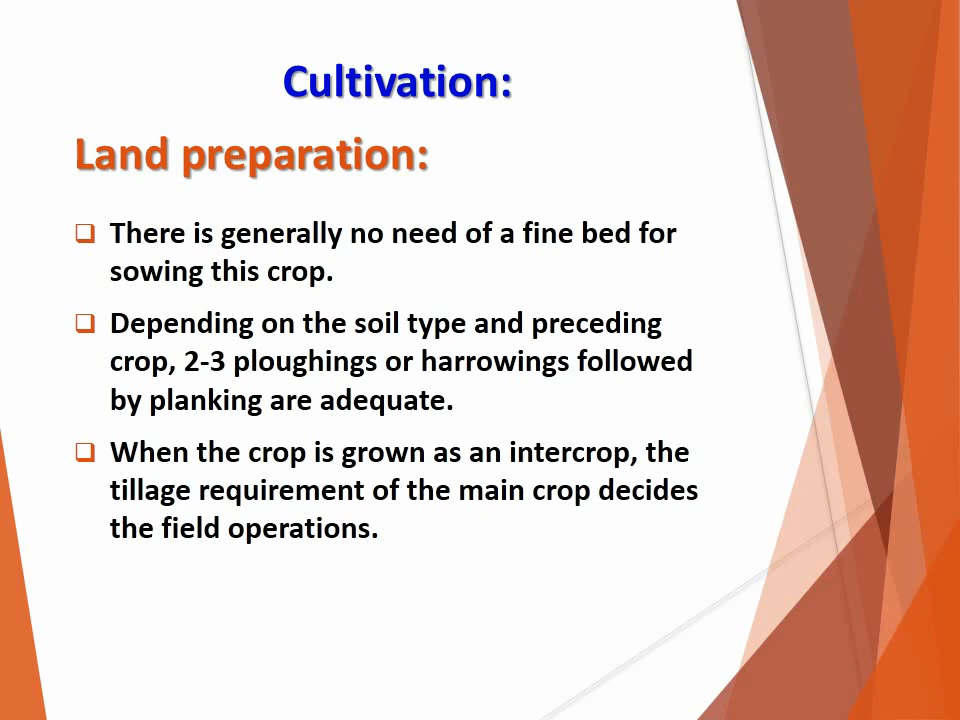 Cultivation:
Land preparation:
There is generally no need of a fine bed for
sowing this crop.
Depending on the soil type and preceding
crop, 2-3 ploughings or harrowings followed
by planking are adequate.
When the crop is grown as an intercrop, the
tillage requirement of the main crop decides
the field operations.